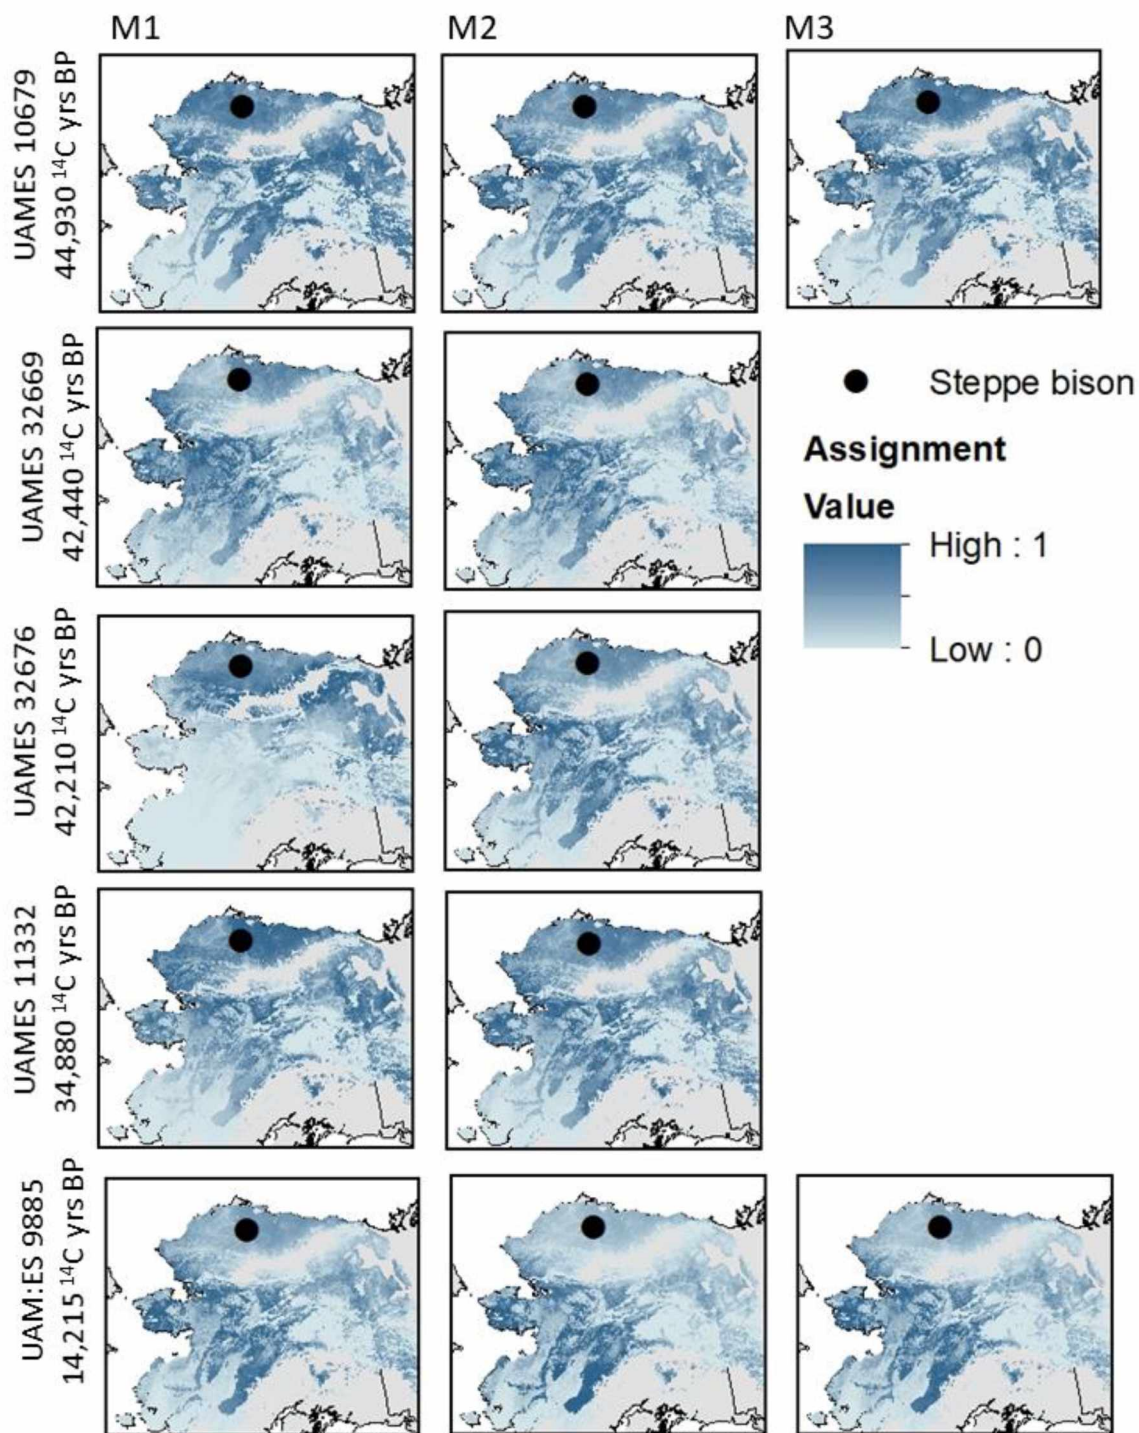 M1
M2
M3
UAMES 10679
44,930 ¹⁴C yrs BP
UAMES 32669
42,440 ¹⁴C yrs BP
Steppe bison
Assignment
Value
High : 1
Low : 0
UAMES 32676
42,210 ¹⁴C yrs BP
UAMES 11332
34,880 ¹⁴C yrs BP
UAM:ES 9885
14,215 ¹⁴C yrs BP